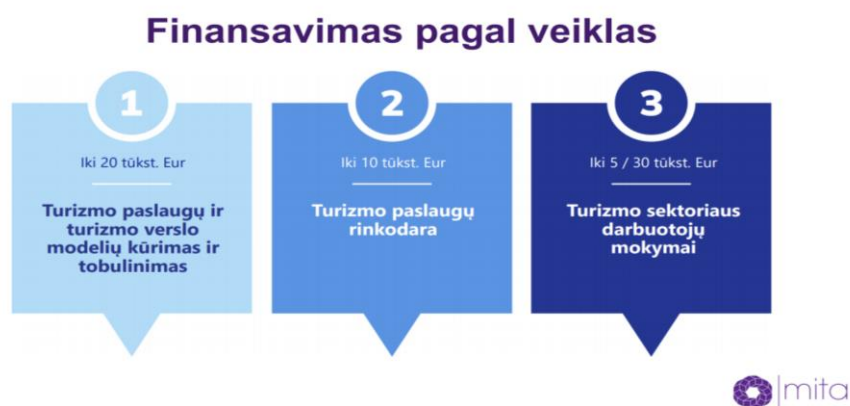 Finansavimas pagal veiklas
1
Iki 20 tūkst. Eur
Turizmo paslaugų ir
turizmo verslo
modelių kūrimas ir
tobulinimas
2
Iki 10 tūkst. Eur
Turizmo paslaugų
rinkodara
3
Iki 5 / 30 tūkst. Eur
Turizmo sektoriaus
darbuotojų
mokymai
mita